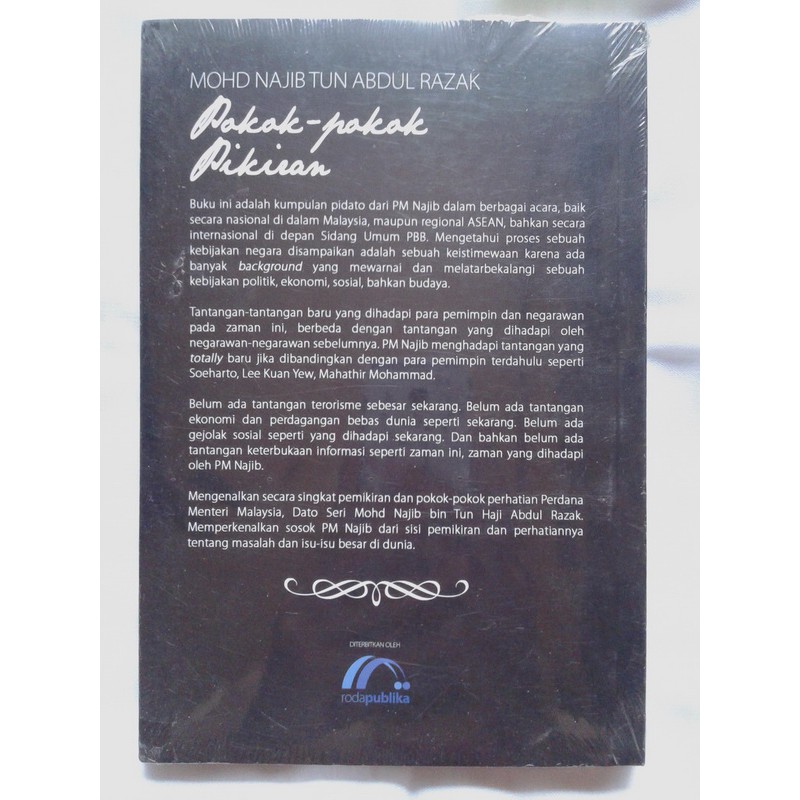 MOHD NAJIB TUN ABDUL RAZAK
Pokok-pokok
Pikiran
Buku ini adalah kumpulan pidato dari PM Najib dalam berbagai acara, baik
secara nasional di dalam Malaysia, maupun regional ASEAN, bahkan secara
internasional di depan Sidang Umum PBB. Mengetahui proses sebuah
kebijakan negara disampaikan adalah sebuah keistimewaan karena ada
banyak background yang mewarnai dan melatarbekalangi sebuah
kebijakan politik, ekonomi, sosial, bahkan budaya.
Tantangan-tantangan baru yang dihadapi para pemimpin dan negarawan
pada zaman ini, berbeda dengan tantangan yang dihadapi oleh
negarawan-negarawan sebelumnya. PM Najib menghadapi tantangan yang
totally baru jika dibandingkan dengan para pemimpin terdahulu seperti
Soeharto, Lee Kuan Yew, Mahathir Mohammad.
Belum ada tantangan terorisme sebesar sekarang. Belum ada tantangan
ekonomi dan perdagangan bebas dunia seperti sekarang. Belum ada
gejolak sosial seperti yang dihadapi sekarang. Dan bahkan belum ada
tantangan keterbukaan informasi seperti zaman ini, zaman yang dihadapi
oleh PM Najib.
Mengenalkan secara singkat pemikiran dan pokok-pokok perhatian Perdana
Menteri Malaysia, Dato Seri Mohd Najib bin Tun Haji Abdul Razak.
Memperkenalkan sosok PM Najib dari sisi pemikiran dan perhatiannya
tentang masalah dan isu-isu besar di dunia.
DITERBITKAN OLEH
rodapublika